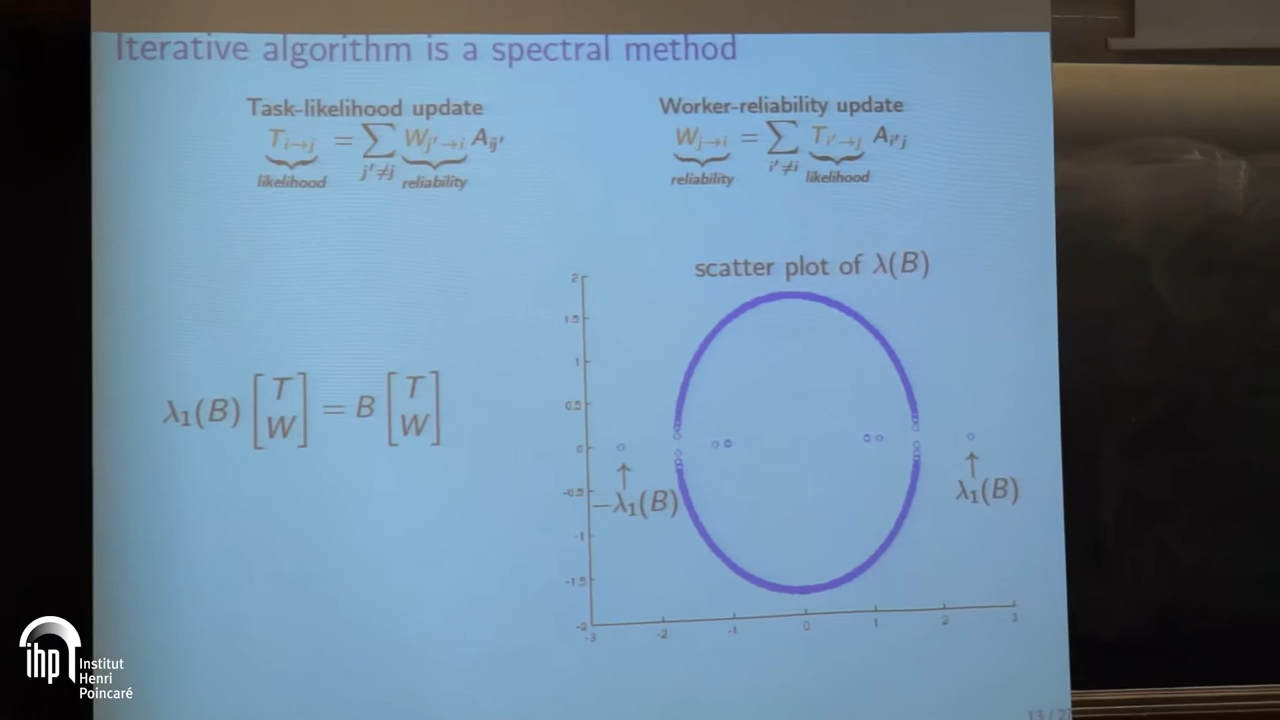 Iterative algorithm is a spectral method
Task-likelihood update
T_{i→j} = ∑_{j'≠j} W_{j'→i} A_{ij'}
likelihood
reliability
Worker-reliability update
W_{j→i} = ∑_{i'≠i} T_{i'→j} A_{i'j}
reliability
likelihood
λ₁(B) [T W] = B [T W]
scatter plot of λ(B)
2
1.5
1
0.5
0
-0.5
-1
-1.5
-2
-3 -2 -1 0 1 2 3
−λ₁(B)
λ₁(B)
ihp Institut
Henri
Poincaré